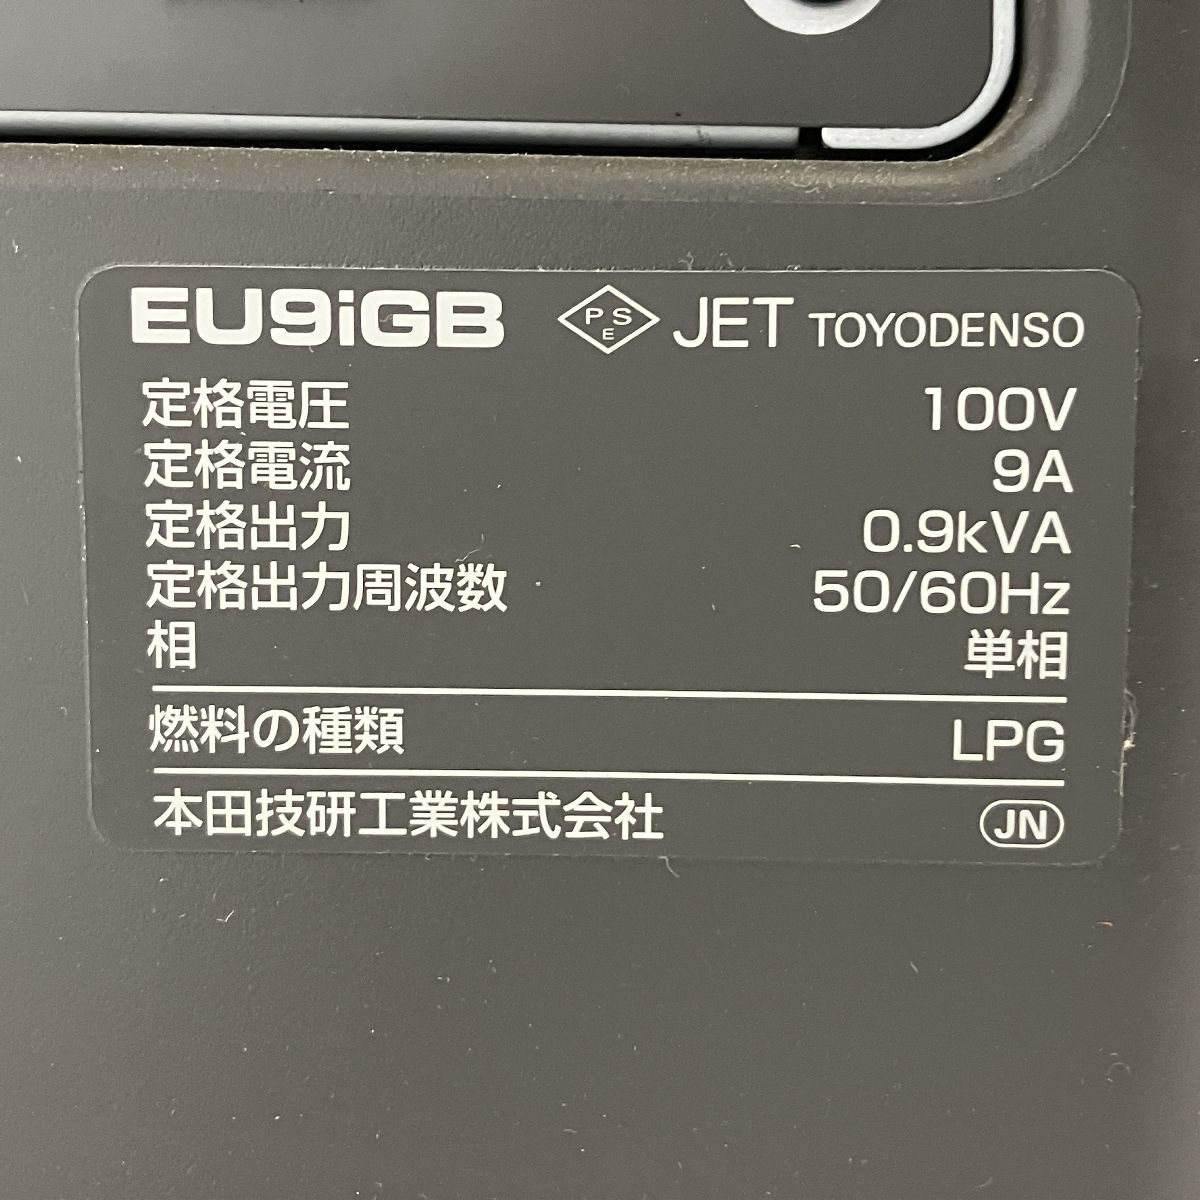 EU9iGB PSE JET TOYODENSO
定格電圧 100V
定格電流 9A
定格出力 0.9kVA
定格出力周波数 50/60Hz
相 単相
燃料の種類 LPG
本田技研工業株式会社 JN